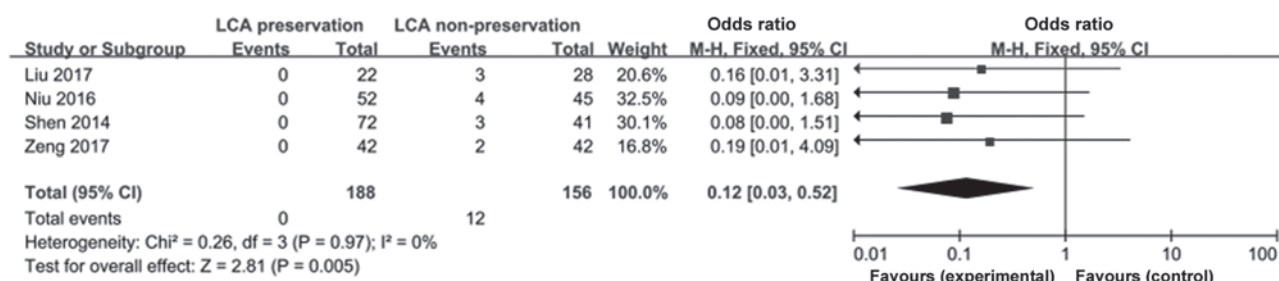 LCA preservation LCA non-preservation Odds ratio Odds ratio
Study or Subgroup Events Total Events Total Weight M-H, Fixed, 95% CI M-H, Fixed, 95% CI
Liu 2017 0 22 3 28 20.6% 0.16 [0.01, 3.31]
Niu 2016 0 52 4 45 32.5% 0.09 [0.00, 1.68]
Shen 2014 0 72 3 41 30.1% 0.08 [0.00, 1.51]
Zeng 2017 0 42 2 42 16.8% 0.19 [0.01, 4.09]
Total (95% CI) 188 156 100.0% 0.12 [0.03, 0.52]
Total events 0 12
Heterogeneity: Chi² = 0.26, df = 3 (P = 0.97); I² = 0%
Test for overall effect: Z = 2.81 (P = 0.005)
0.01 0.1 1 10 100
Favours (experimental) Favours (control)